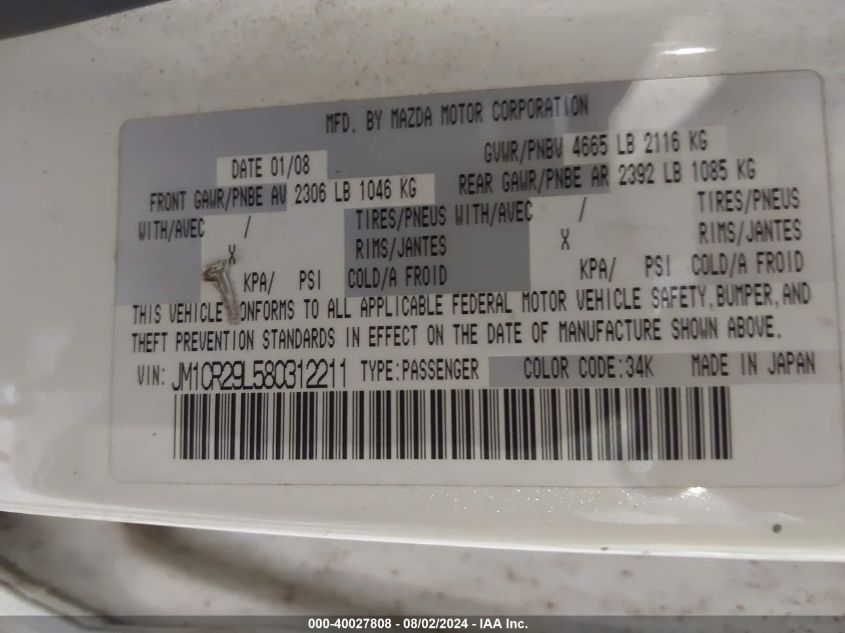 MFD. BY MAZDA MOTOR CORPORATION
DATE 01/08 GVWR/PNBV 4665 LB 2116 KG
FRONT GAWR/PNBE AV 2306 LB 1046 KG REAR GAWR/PNBE AR 2392 LB 1085 KG
WITH/AVEC / TIRES/PNEUS WITH/AVEC / TIRES/PNEUS
X RIMS/JANTES X RIMS/JANTES
KPA/ PSI COLD/A FROID KPA/ PSI COLD/A FROID
THIS VEHICLE CONFORMS TO ALL APPLICABLE FEDERAL MOTOR VEHICLE SAFETY, BUMPER, AND
THEFT PREVENTION STANDARDS IN EFFECT ON THE DATE OF MANUFACTURE SHOWN ABOVE.
VIN: JM1CR29L580312211 TYPE:PASSENGER COLOR CODE:34K MADE IN JAPAN
000-40027808 - 08/02/2024 - IAA Inc.